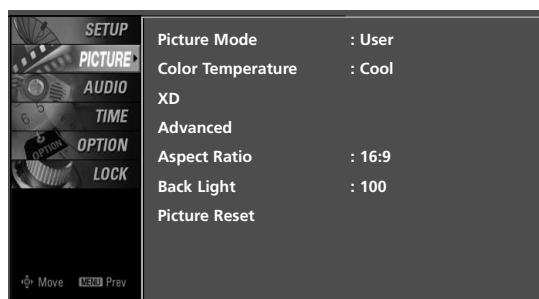 SETUP
PICTURE
AUDIO
TIME
OPTION
LOCK
Move MENU Prev
Picture Mode : User
Color Temperature : Cool
XD
Advanced
Aspect Ratio : 16:9
Back Light : 100
Picture Reset